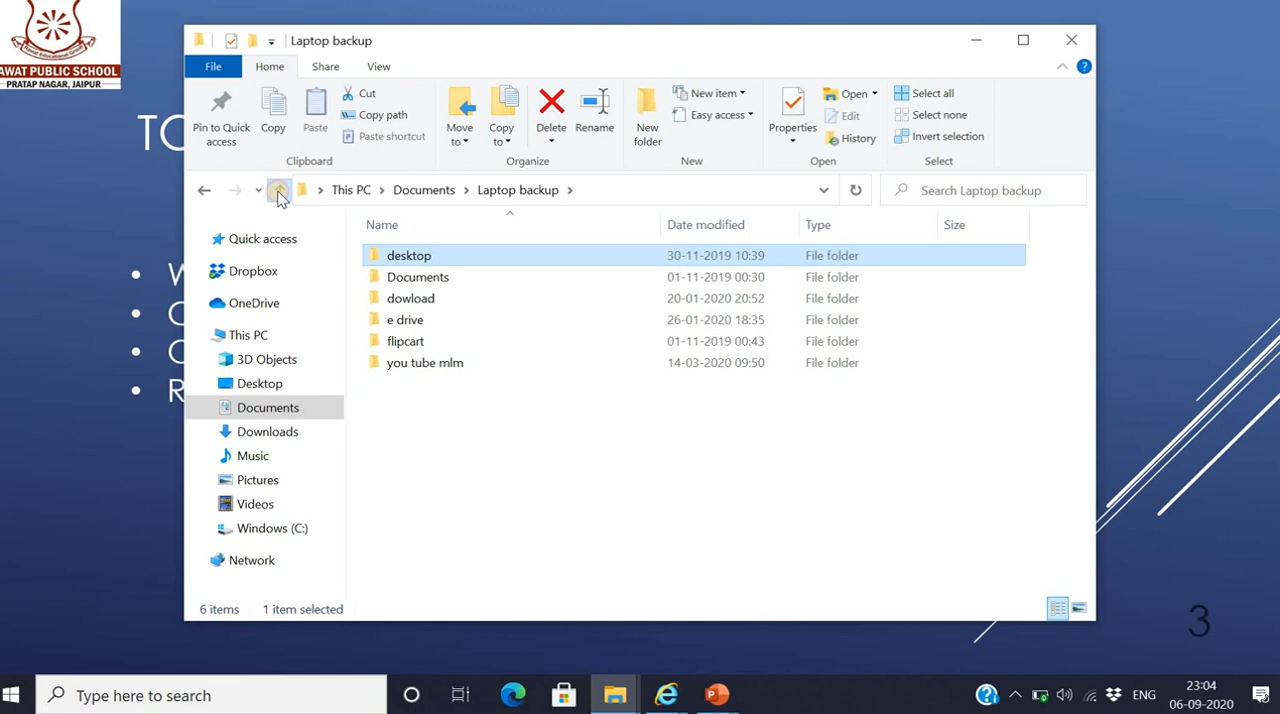 AWAT PUBLIC SCHOOL
PRATAP NAGAR, JAIPUR
TO
Laptop backup
File Home Share View
Pin to Quick access
Copy
Paste
Cut
Copy path
Paste shortcut
Clipboard
Move to
Copy to
Delete
Rename
Organize
New folder
New item
Easy access
New
Properties
Open
Edit
History
Open
Select all
Select none
Invert selection
Select
This PC Documents Laptop backup
Search Laptop backup
Name Date modified Type Size
desktop 30-11-2019 10:39 File folder
Documents 01-11-2019 00:30 File folder
dowload 20-01-2020 20:52 File folder
e drive 26-01-2020 18:35 File folder
flipcart 01-11-2019 00:43 File folder
you tube mlm 14-03-2020 09:50 File folder
Quick access
Dropbox
OneDrive
This PC
3D Objects
Desktop
Documents
Downloads
Music
Pictures
Videos
Windows (C:)
Network
6 items 1 item selected
3
Type here to search
ENG
23:04
06-09-2020